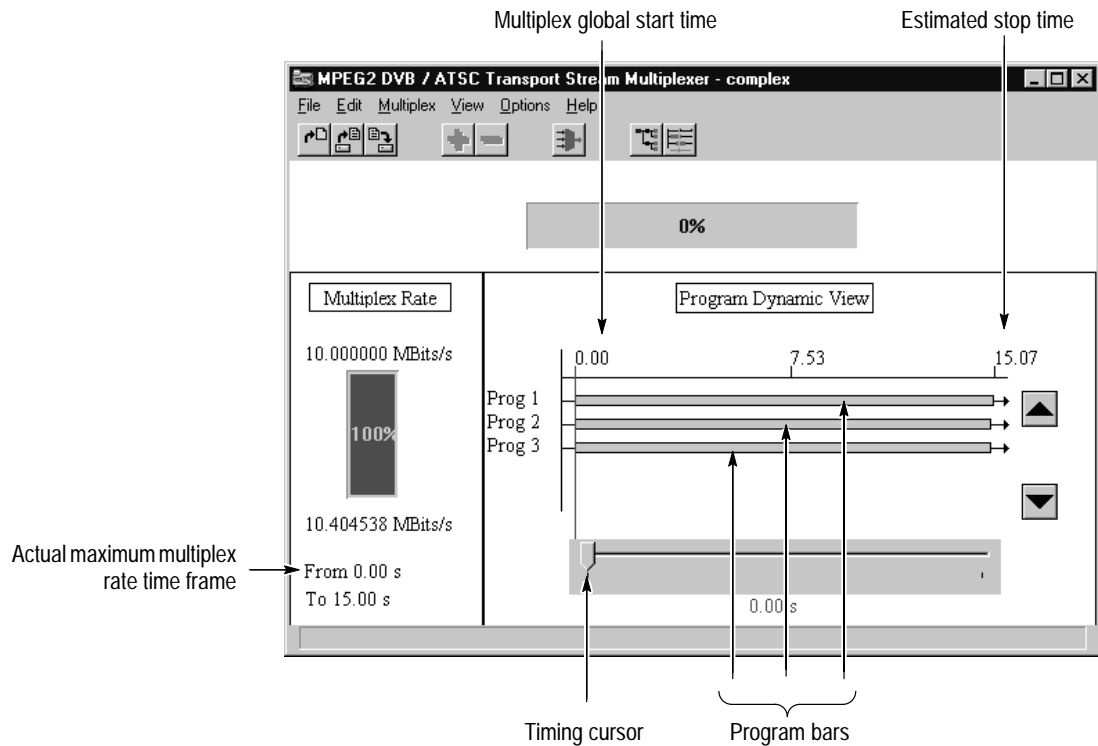 Multiplex global start time
Estimated stop time
MPEG2 DVB / ATSC Transport Stream Multiplexer - complex
File Edit Multiplex View Options Help
0%
Multiplex Rate
Program Dynamic View
10.000000 MBits/s
0.00 7.53 15.07
Prog 1
100%
Prog 2
Prog 3
10.404538 MBits/s
Actual maximum multiplex
rate time frame
From 0.00 s
To 15.00 s
0.00 s
Timing cursor
Program bars